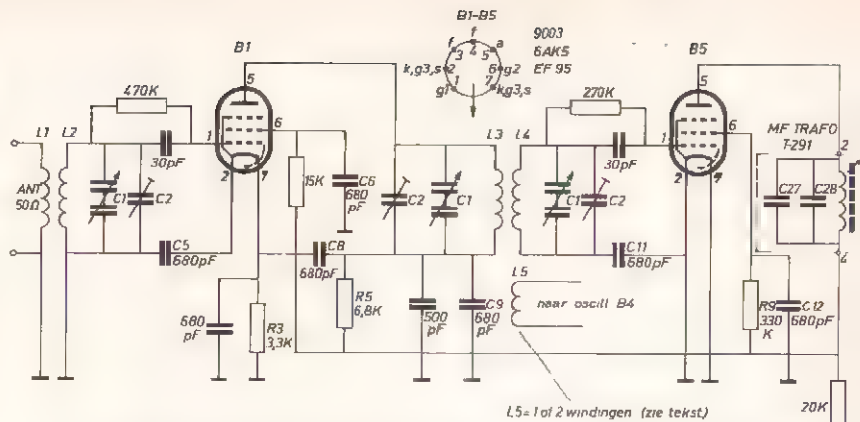 B1-B5
f
f
3
4
5
a
k,g3,s
2
6
g2
g1
1
7
kg3,s
9003
6AK5
EF 95
B1
5
470K
1
6
30pF
2
7
L1
L2
ANT
50Ω
C1
C2
C5
680pF
680
pF
R3
3,3K
15K
C6
680
pF
C8
680pF
R5
6,8K
C2
C1
500
pF
C9
680
pF
L3
L4
270K
30pF
C1
C2
C11
680pF
L5
naar oscill B4
L5=1 of 2 windingen (zie tekst.)
B5
5
1
6
2
7
MF TRAFO
T-291
2
C27
C28
4
R9
330
K
C12
680pF
20K